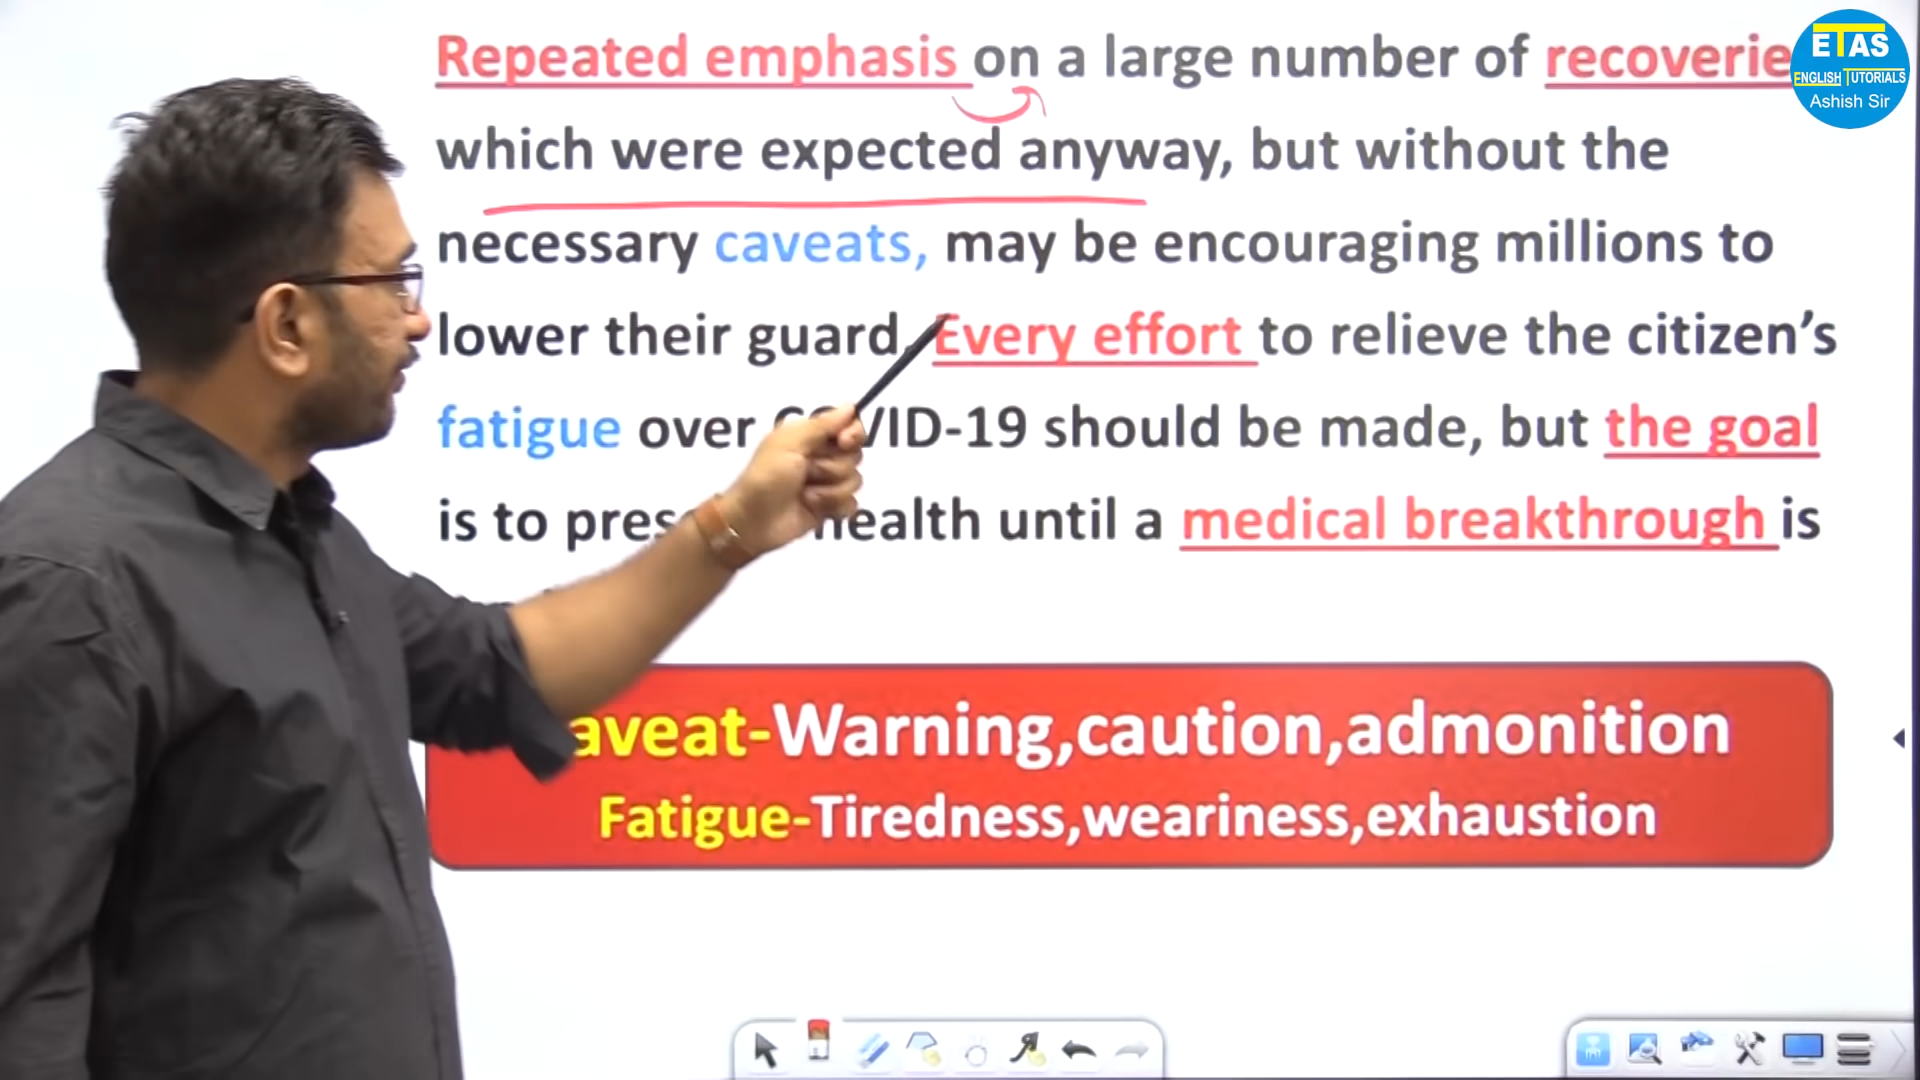 Repeated emphasis on a large number of recoverie
which were expected anyway, but without the
necessary caveats, may be encouraging millions to
lower their guard. Every effort to relieve the citizen's
fatigue over COVID-19 should be made, but the goal
is to pres health until a medical breakthrough is
aveat-Warning,caution,admonition
Fatigue-Tiredness,weariness,exhaustion
ETAS
ENGLISH TUTORIALS
Ashish Sir